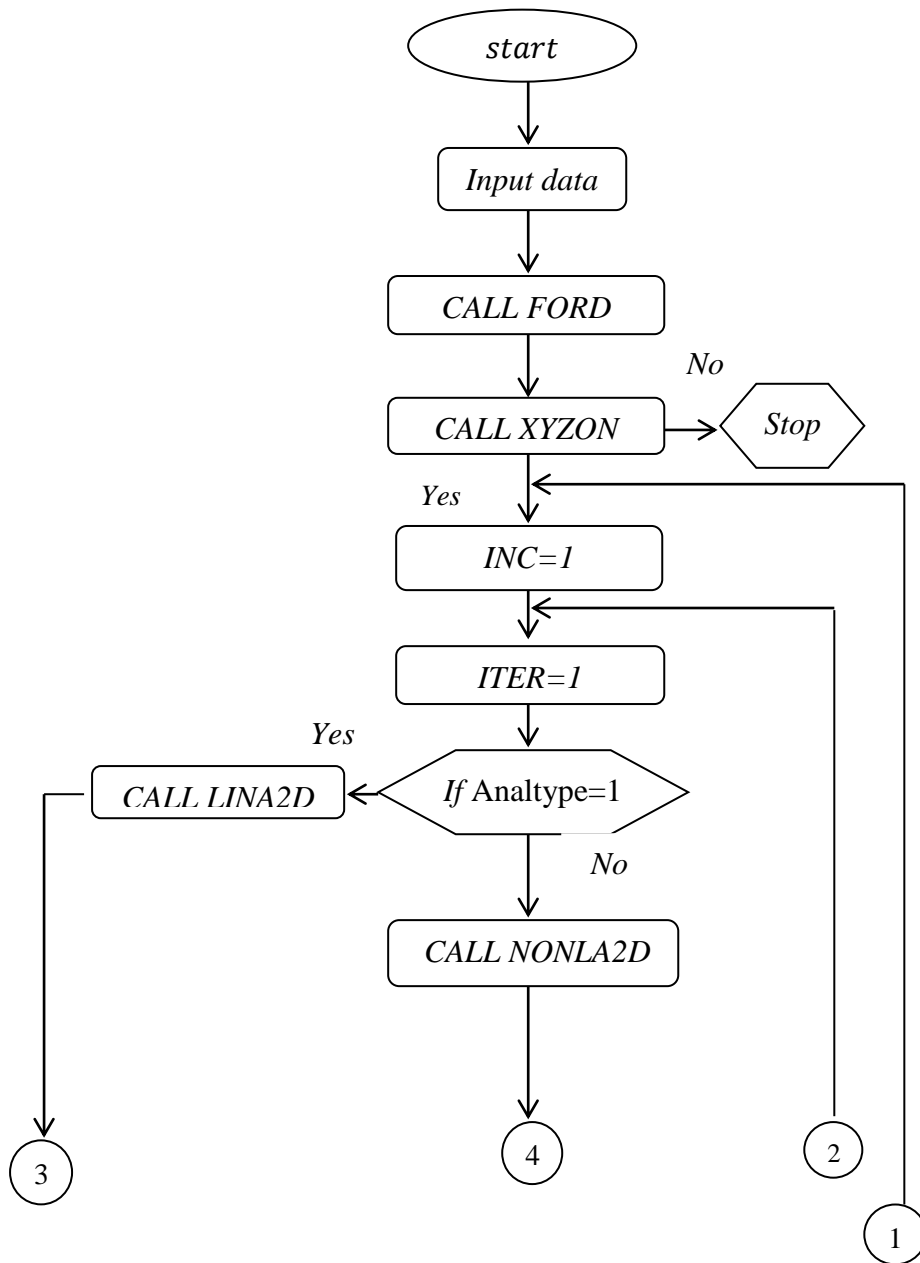 start
Input data
CALL FORD
No
CALL XYZON
Stop
Yes
INC=1
ITER=1
Yes
CALL LINA2D
If Analtype=1
No
CALL NONLA2D
3
4
2
1